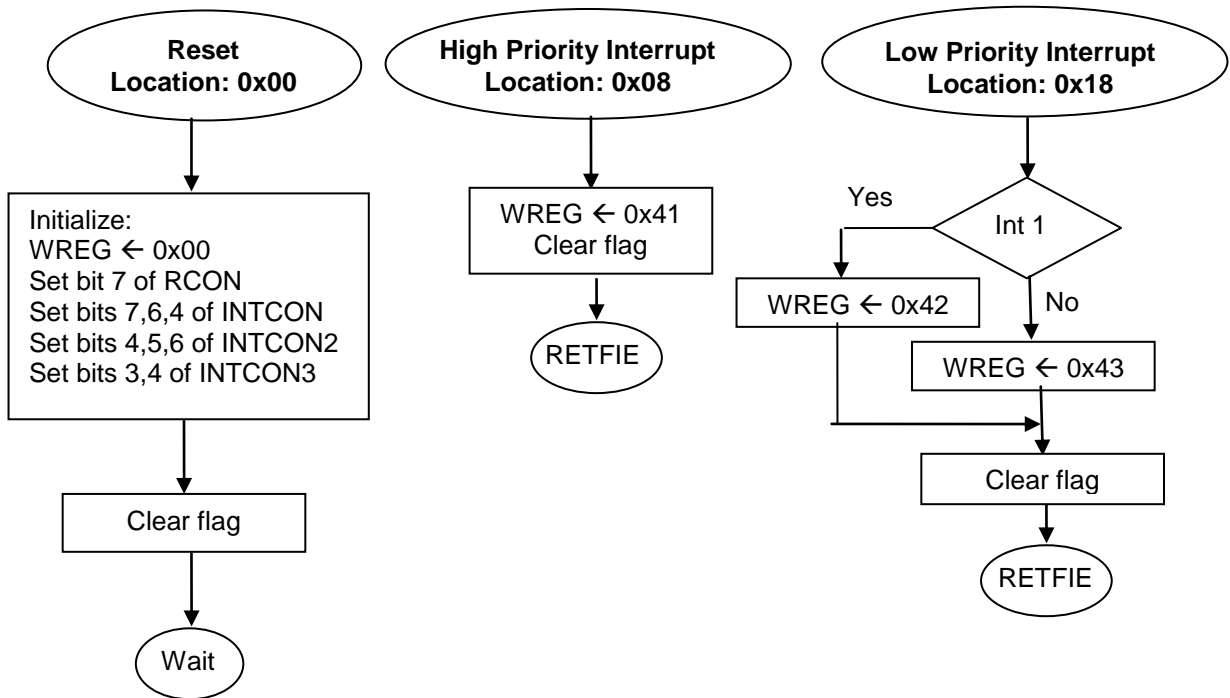 Reset
Location: 0x00
Initialize:
WREG ← 0x00
Set bit 7 of RCON
Set bits 7,6,4 of INTCON
Set bits 4,5,6 of INTCON2
Set bits 3,4 of INTCON3
Clear flag
Wait
High Priority Interrupt
Location: 0x08
WREG ← 0x41
Clear flag
RETFIE
Low Priority Interrupt
Location: 0x18
Yes
Int 1
WREG ← 0x42
No
WREG ← 0x43
Clear flag
RETFIE